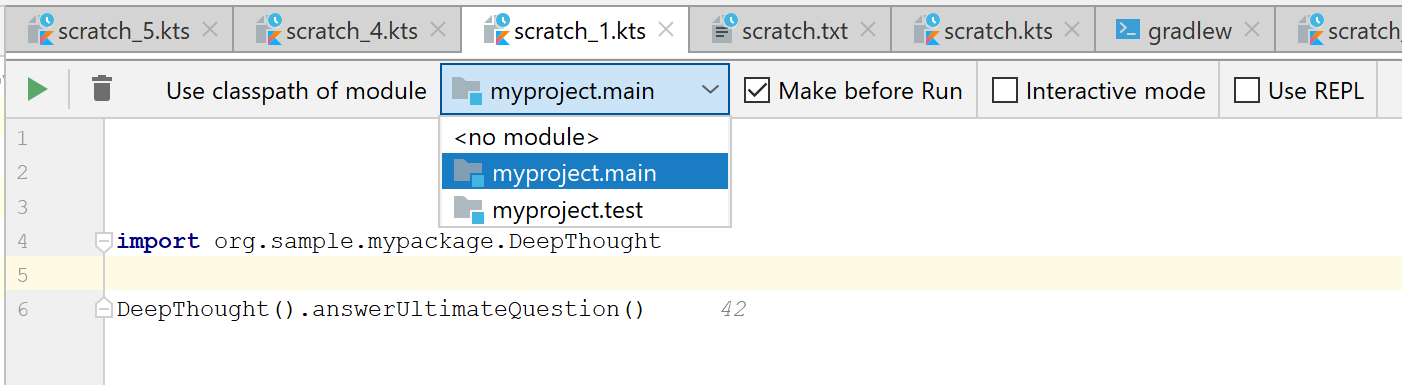 scratch_5.kts scratch_4.kts scratch_1.kts scratch.txt scratch.kts gradlew scratch_
Use classpath of module myproject.main Make before Run Interactive mode Use REPL
<no module>
myproject.main
myproject.test
1
2
3
4 import org.sample.mypackage.DeepThought
5
6 DeepThought().answerUltimateQuestion() 42